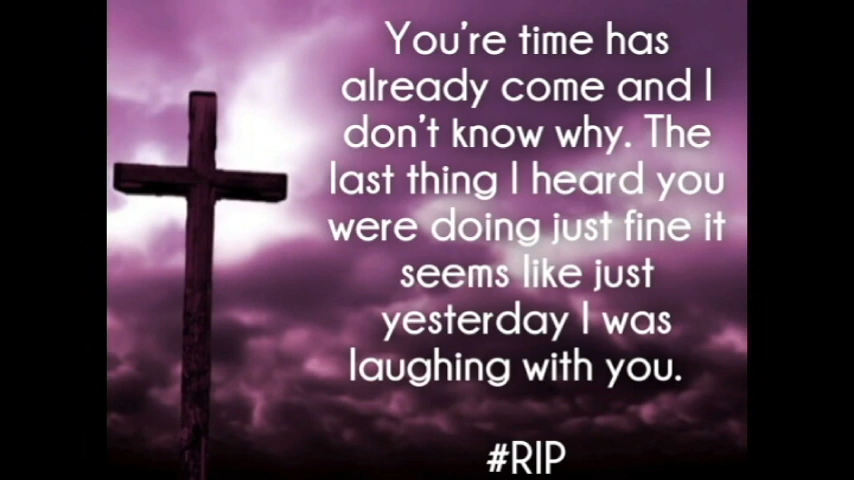 You're time has
already come and I
don't know why. The
last thing I heard you
were doing just fine it
seems like just
yesterday I was
laughing with you.
#RIP